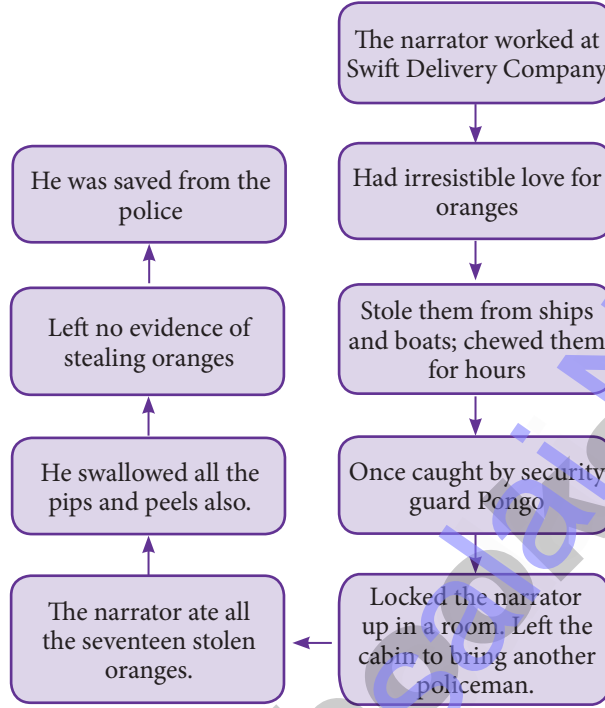 The narrator worked at
Swift Delivery Company
Had irresistible love for
oranges
Stole them from ships
and boats; chewed them
for hours
Once caught by security
guard Pongo
Locked the narrator
up in a room. Left the
cabin to bring another
policeman.
The narrator ate all
the seventeen stolen
oranges.
He swallowed all the
pips and peels also.
Left no evidence of
stealing oranges
He was saved from the
police